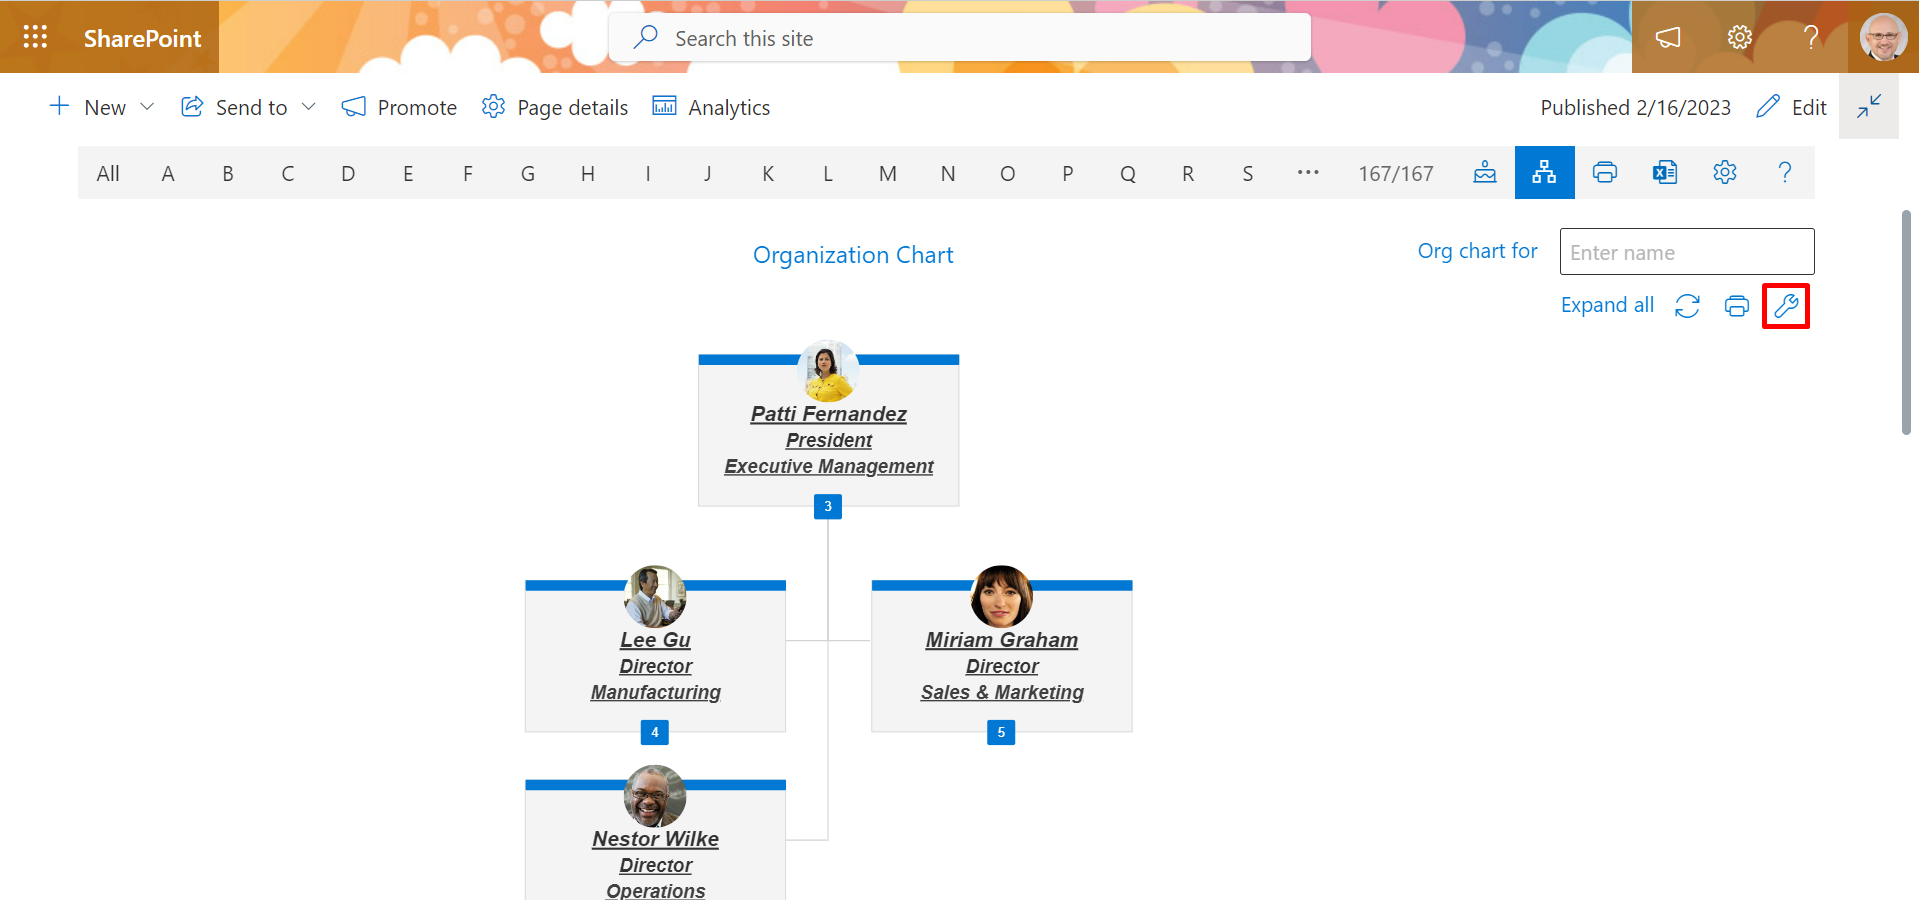 SharePoint
Search this site
?
New
Send to
Promote
Page details
Analytics
Published 2/16/2023
Edit
All A B C D E F G H I J K L M N O P Q R S ... 167/167 ?
Organization Chart
Org chart for
Enter name
Expand all
Patti Fernandez
President
Executive Management
3
Lee Gu
Director
Manufacturing
4
Miriam Graham
Director
Sales & Marketing
5
Nestor Wilke
Director
Operations